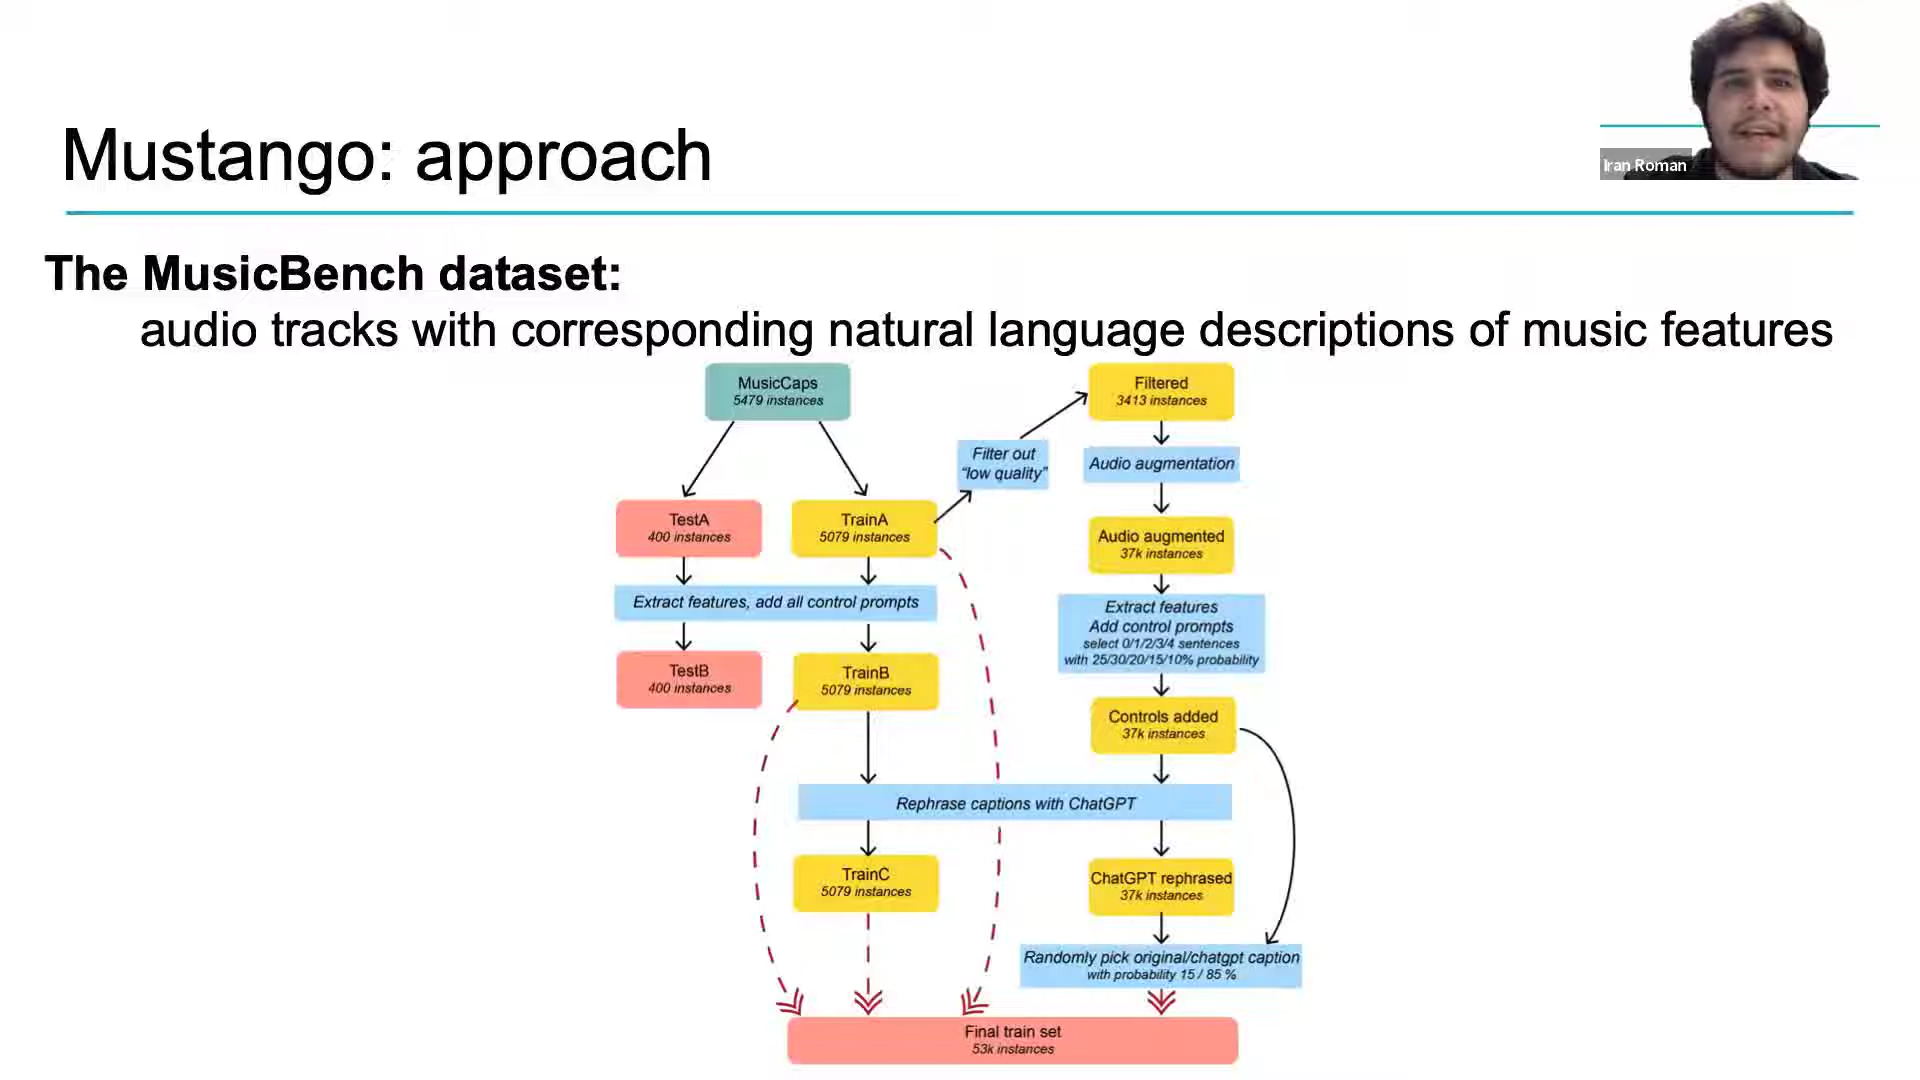 Iran Roman
Mustango: approach
The MusicBench dataset:
audio tracks with corresponding natural language descriptions of music features
MusicCaps
5479 instances
Filtered
3413 instances
Filter out
“low quality”
Audio augmentation
TestA
400 instances
TrainA
5079 instances
Audio augmented
37k instances
Extract features, add all control prompts
Extract features
Add control prompts
select 0/1/2/3/4 sentences
with 25/30/20/15/10% probability
TestB
400 instances
TrainB
5079 instances
Controls added
37k instances
Rephrase captions with ChatGPT
TrainC
5079 instances
ChatGPT rephrased
37k instances
Randomly pick original/chatgpt caption
with probability 15 / 85 %
Final train set
53k instances